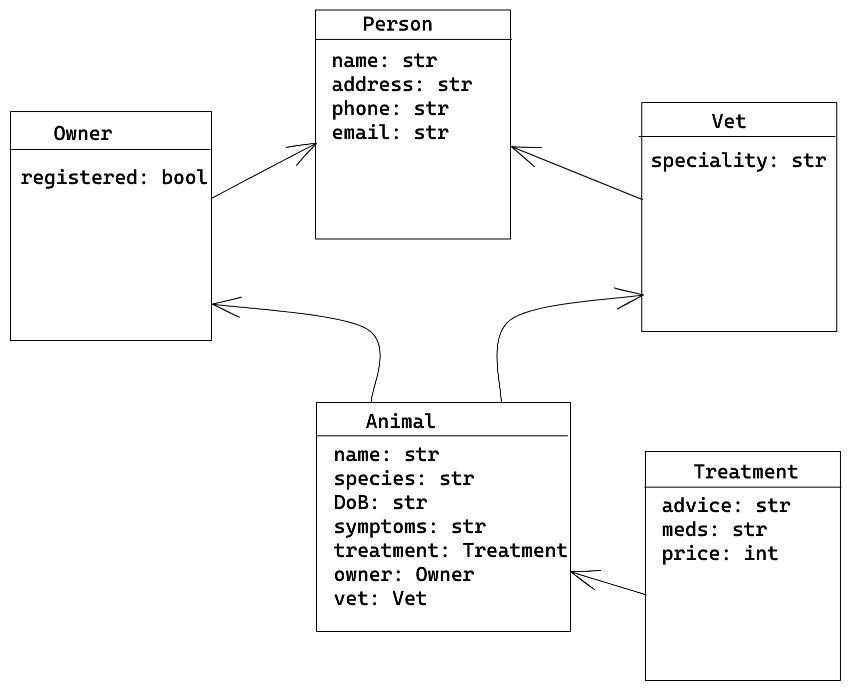 Person
name: str
address: str
phone: str
email: str
Owner
registered: bool
Vet
speciality: str
Animal
name: str
species: str
DoB: str
symptoms: str
treatment: Treatment
owner: Owner
vet: Vet
Treatment
advice: str
meds: str
price: int